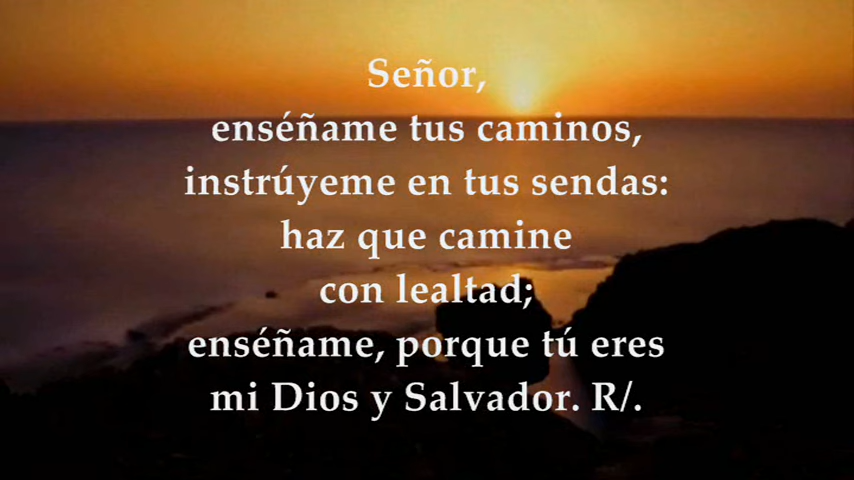 Señor,
enséñame tus caminos,
instrúyeme en tus sendas:
haz que camine
con lealtad;
enséñame, porque tú eres
mi Dios y Salvador. R/.